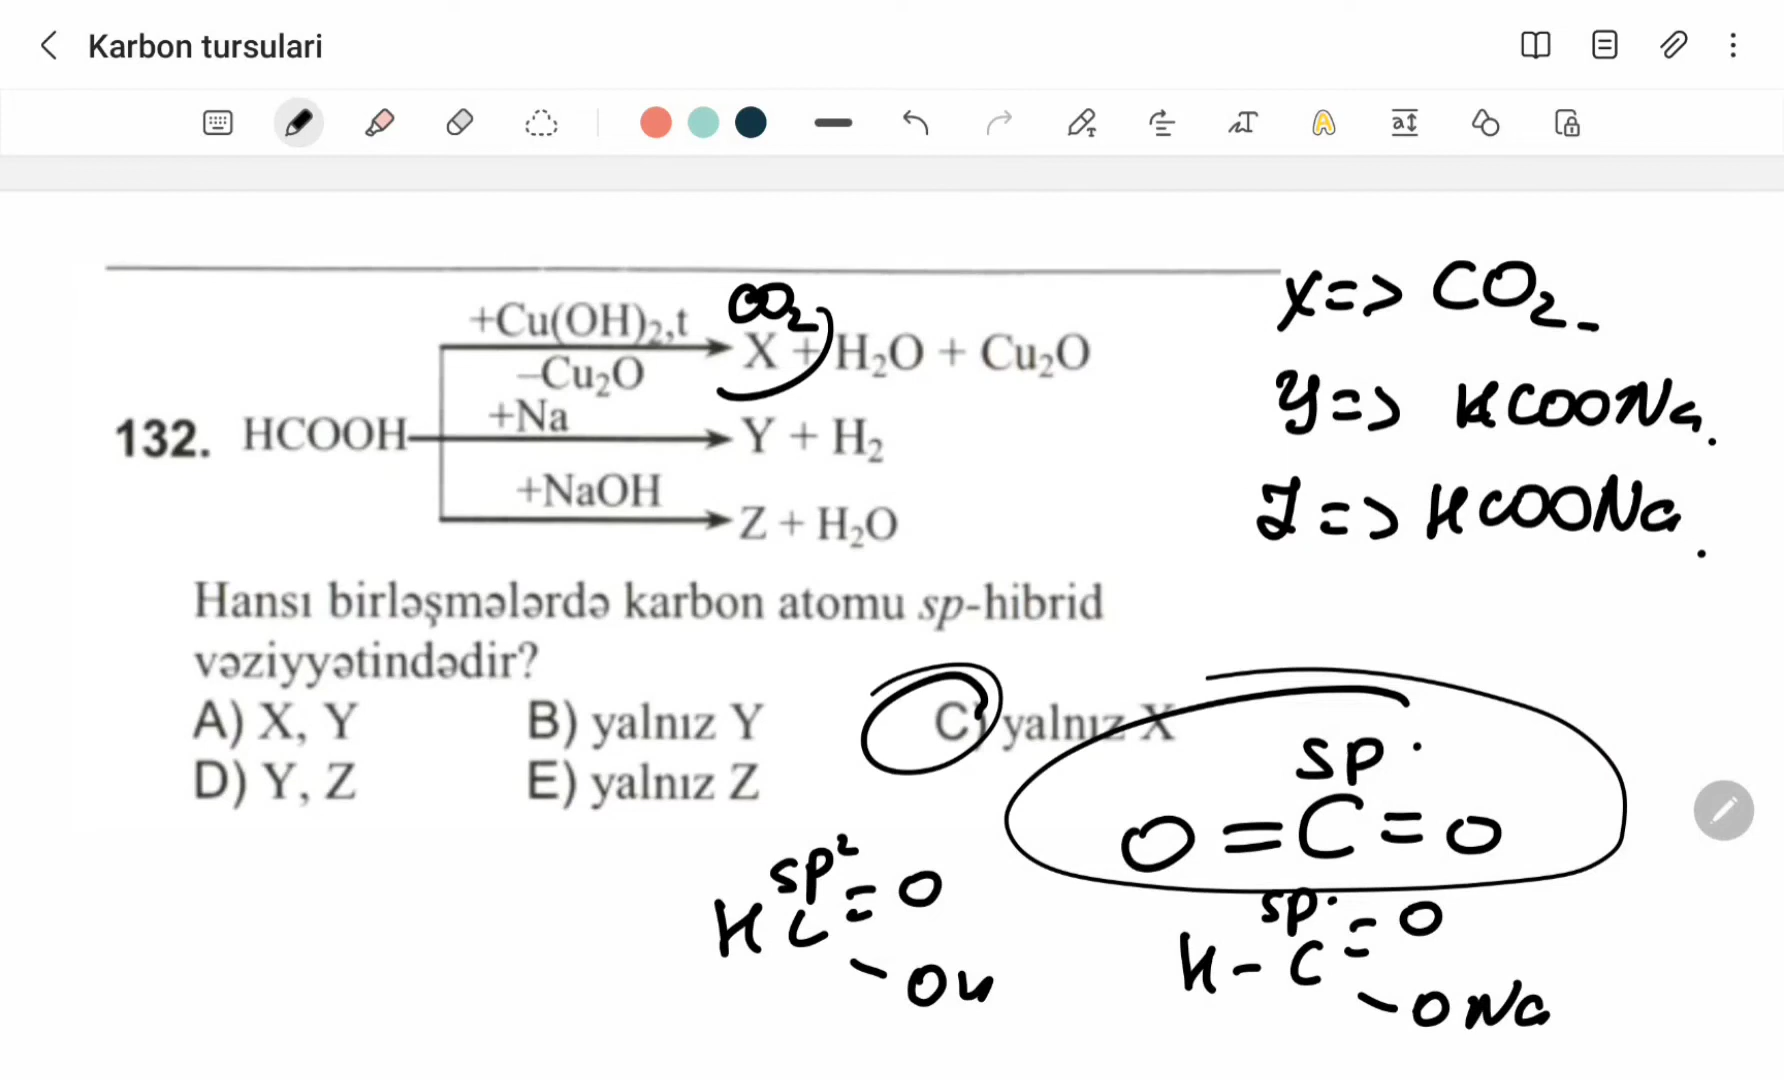 Karbon tursulari
+Cu(OH)₂,t
CO₂
X + H₂O + Cu₂O
–Cu₂O
+Na
132. HCOOH
Y + H₂
+NaOH
Z + H₂O
X=> CO₂
Y=> HCOONa.
Z=> HCOONa.
Hansı birləşmələrdə karbon atomu sp-hibrid
vəziyyətindədir?
A) X, Y B) yalnız Y C) yalnız X
D) Y, Z E) yalnız Z
sp
O=C=O
sp²
H C =O
-OH
sp
H-C =O
-ONa